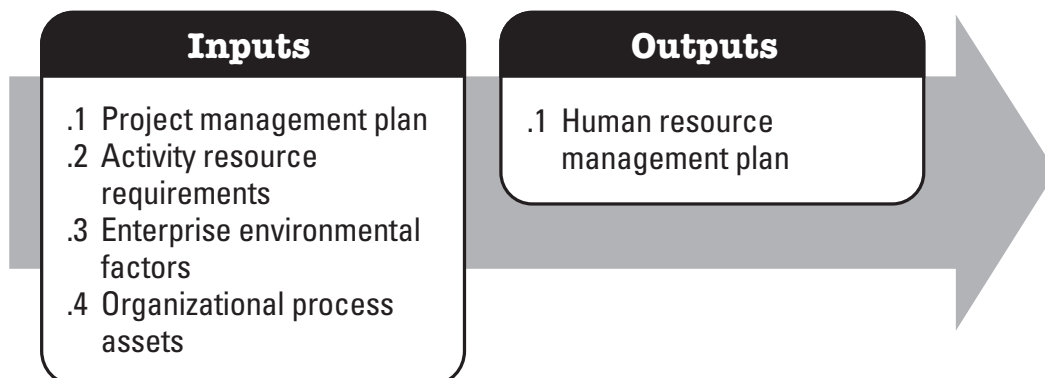 Inputs
.1 Project management plan
.2 Activity resource
requirements
.3 Enterprise environmental
factors
.4 Organizational process
assets
Outputs
.1 Human resource
management plan